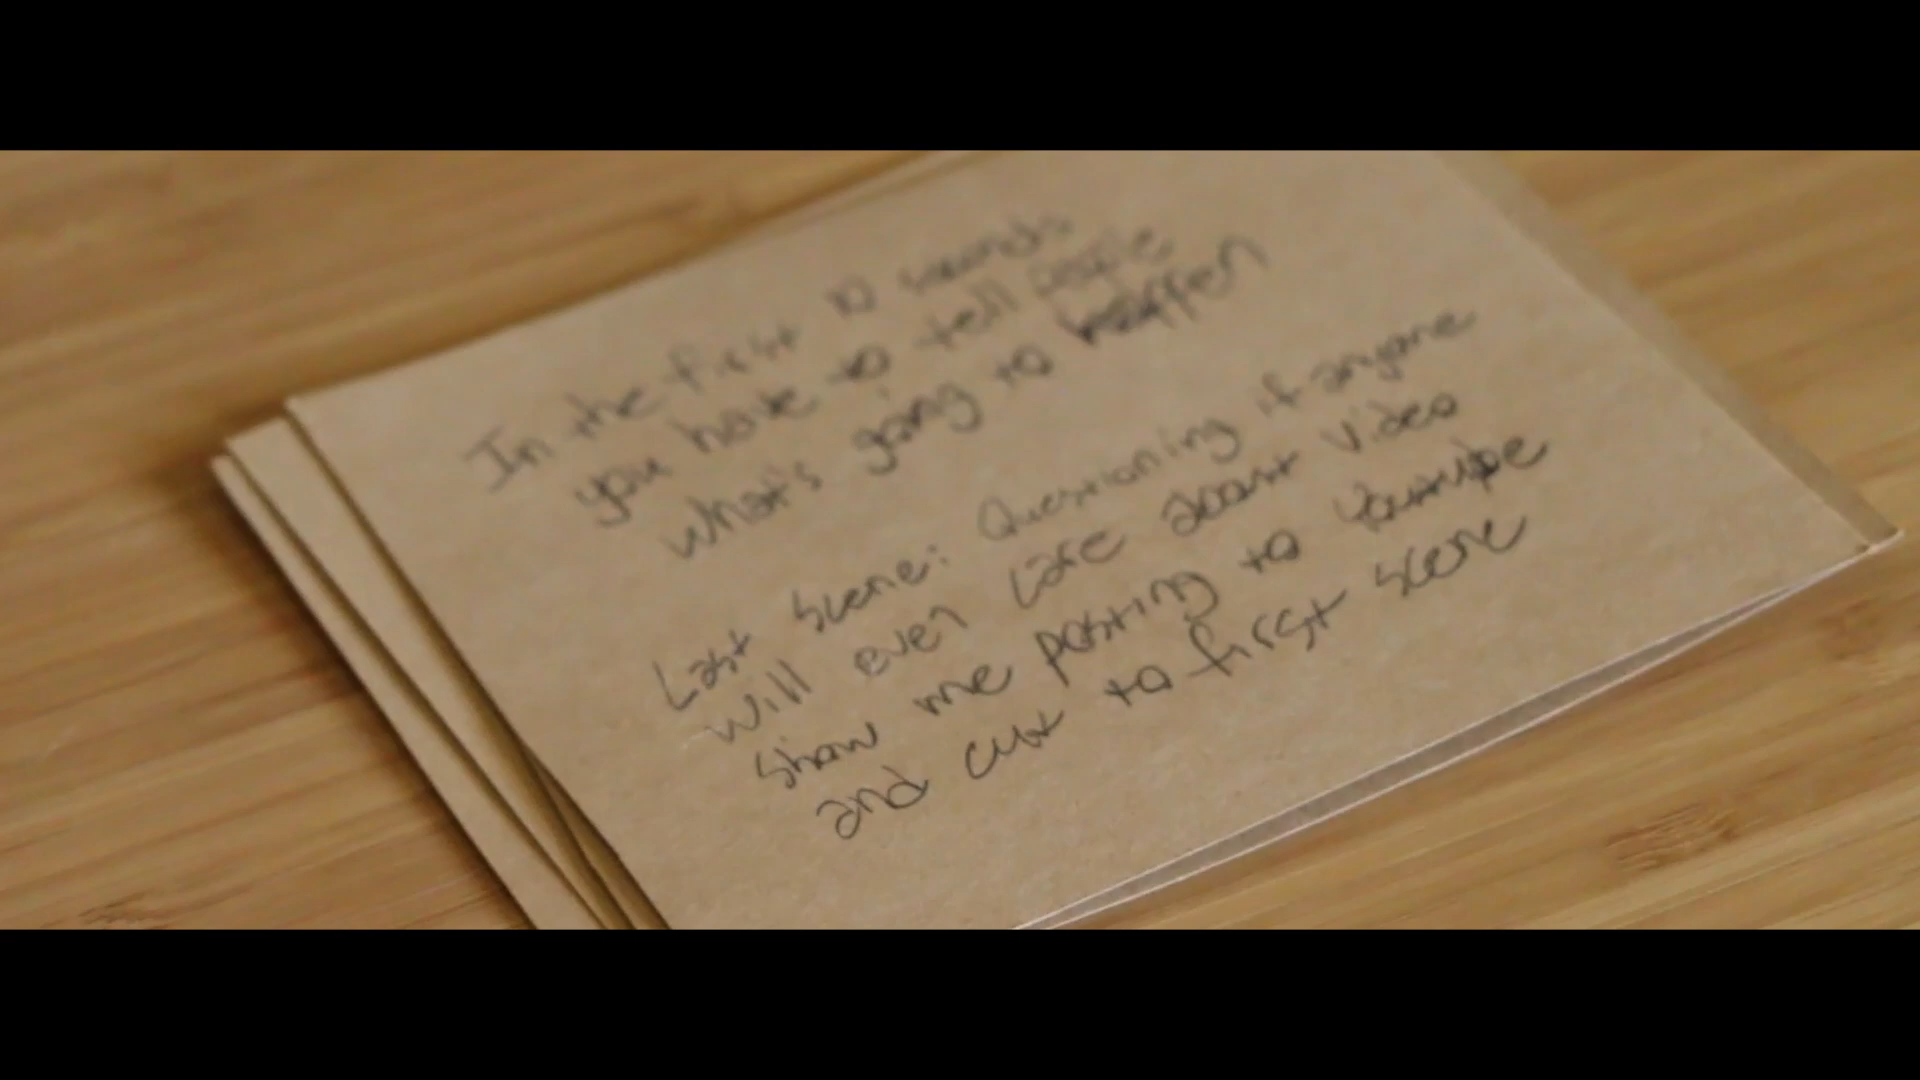 In the first 10 seconds
you have to tell people
what's going to happen
Last Scene: Questioning if anyone
will ever care about video
Show me posting to Youtube
and cut to first scene